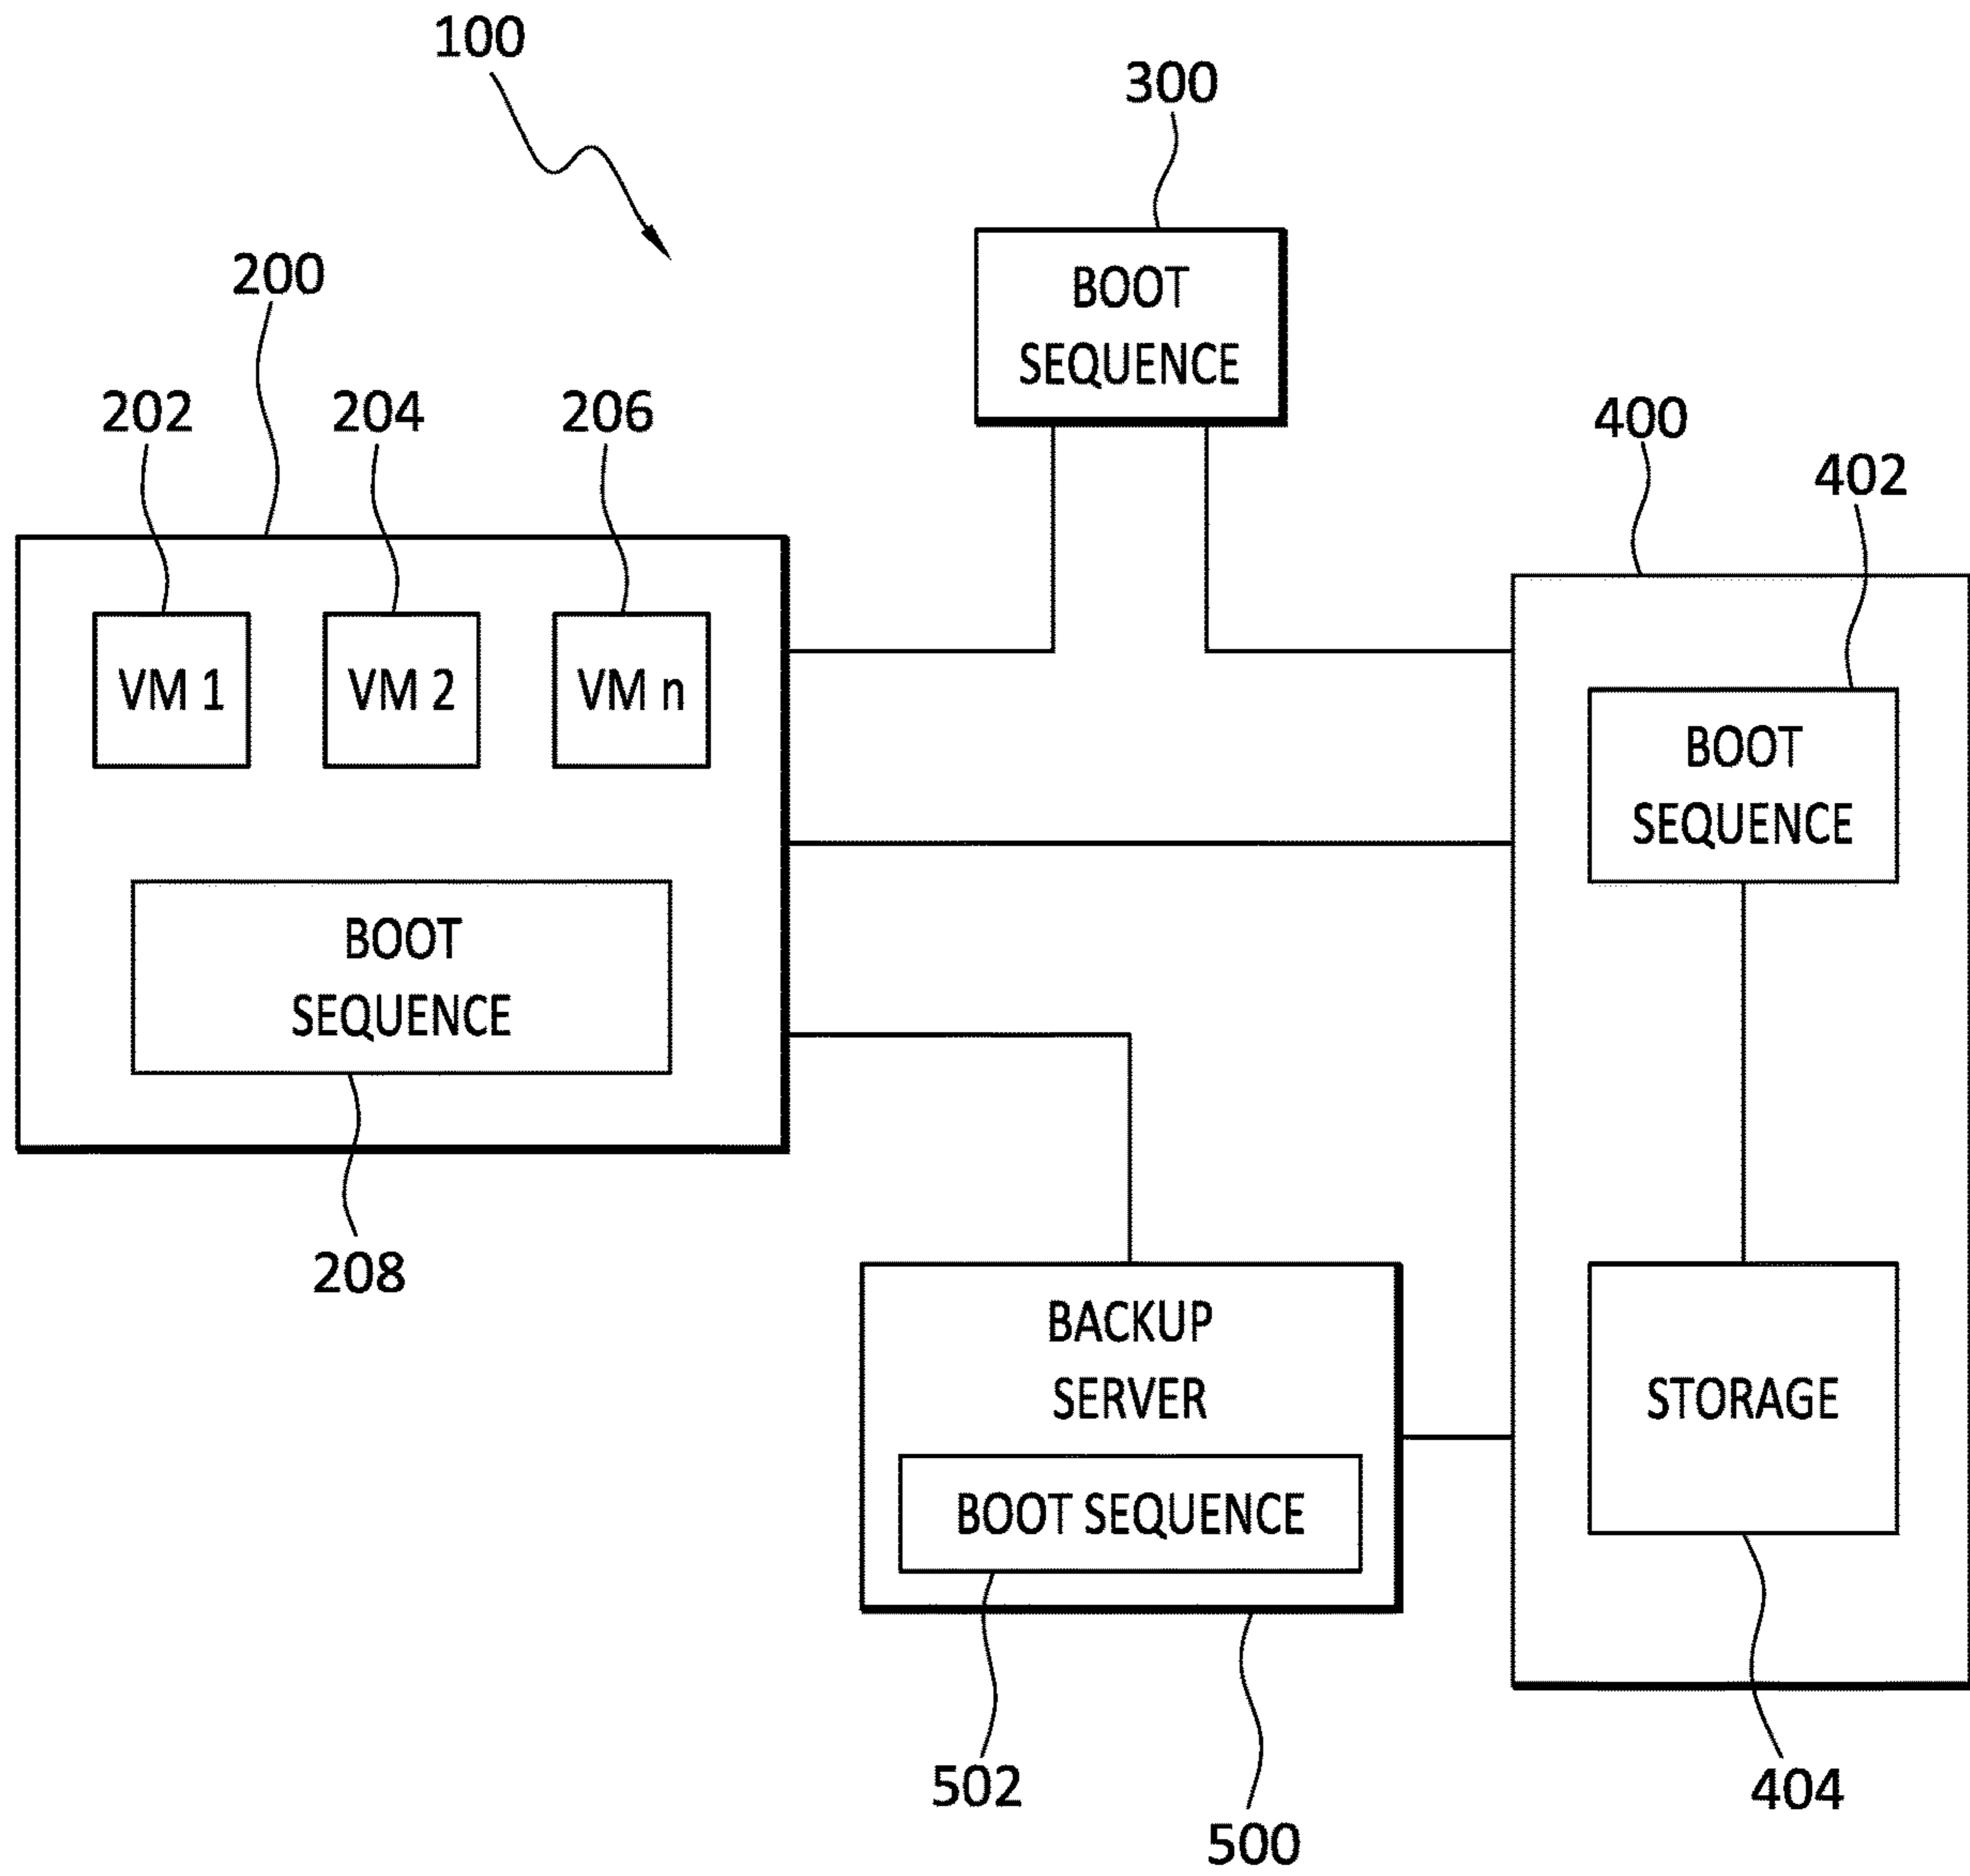 100
300
200
BOOT
SEQUENCE
202
204
206
400
402
VM 1
VM 2
VM n
BOOT
SEQUENCE
BOOT
SEQUENCE
208
BACKUP
SERVER
STORAGE
BOOT SEQUENCE
502
404
500